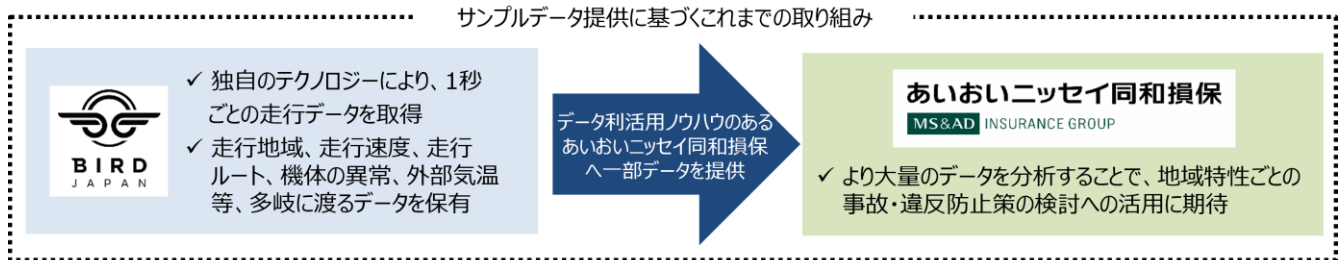 サンプルデータ提供に基づくこれまでの取り組み
BIRD
JAPAN
✓ 独自のテクノロジーにより、1秒
ごとの走行データを取得
✓ 走行地域、走行速度、走行
ルート、機体の異常、外部気温
等、多岐に渡るデータを保有
データ利活用ノウハウのある
あいおいニッセイ同和損保
へ一部データを提供
あいおいニッセイ同和損保
MS&AD INSURANCE GROUP
✓ より大量のデータを分析することで、地域特性ごとの
事故・違反防止策の検討への活用に期待